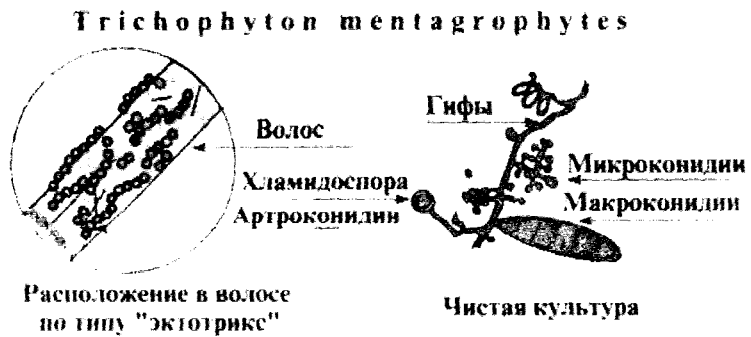 Trichophyton mentagrophytes
Гифы
Волос
Микроконидии
Хламидоспора
Макроконидии
Артроконидии
Расположение в волосе
по типу "эктотрикс"
Чистая культура